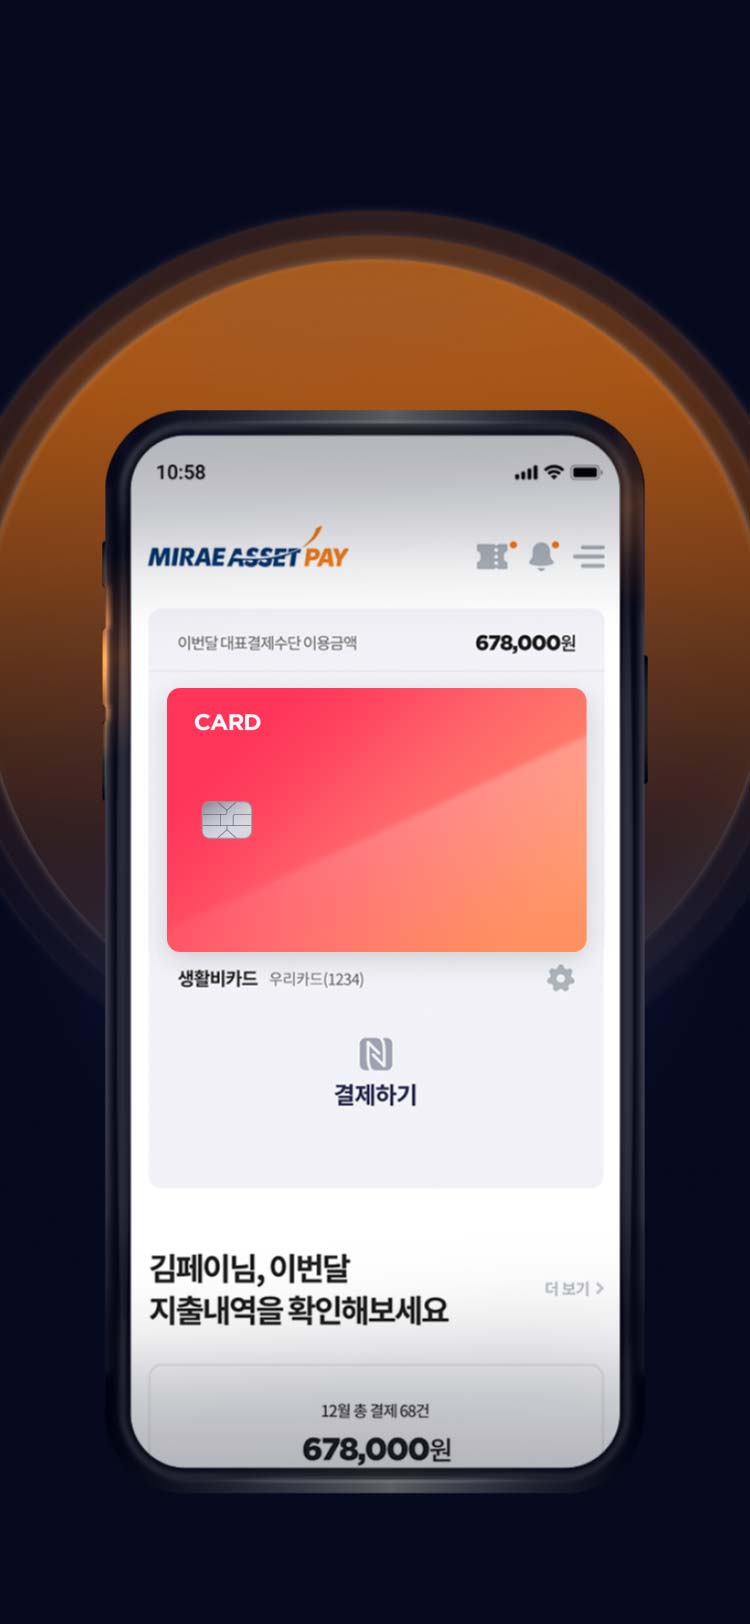 10:58
MIRAE ASSET PAY
이번달 대표결제수단 이용금액 678,000원
CARD
생활비카드 우리카드(1234)
결제하기
김페이님, 이번달
지출내역을 확인해보세요
더 보기 >
12월 총 결제 68건
678,000원